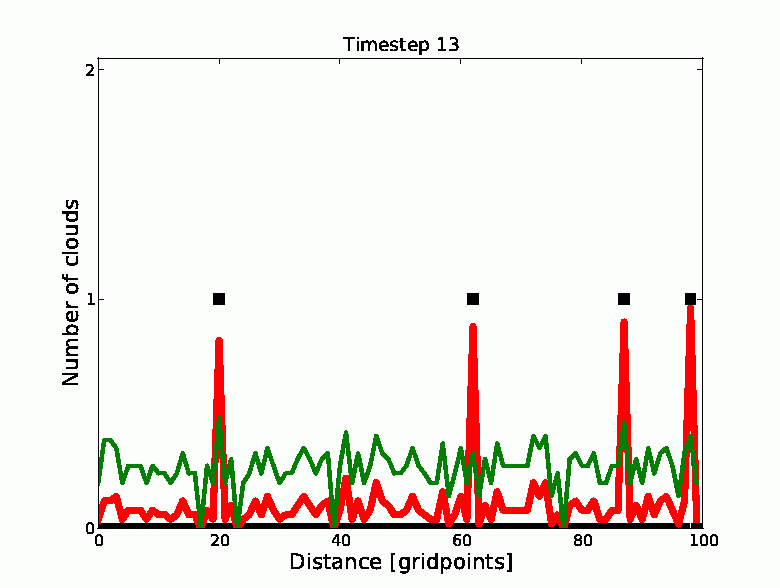 Timestep 13
2
1
0
Number of clouds
0 20 40 60 80 100
Distance [gridpoints]